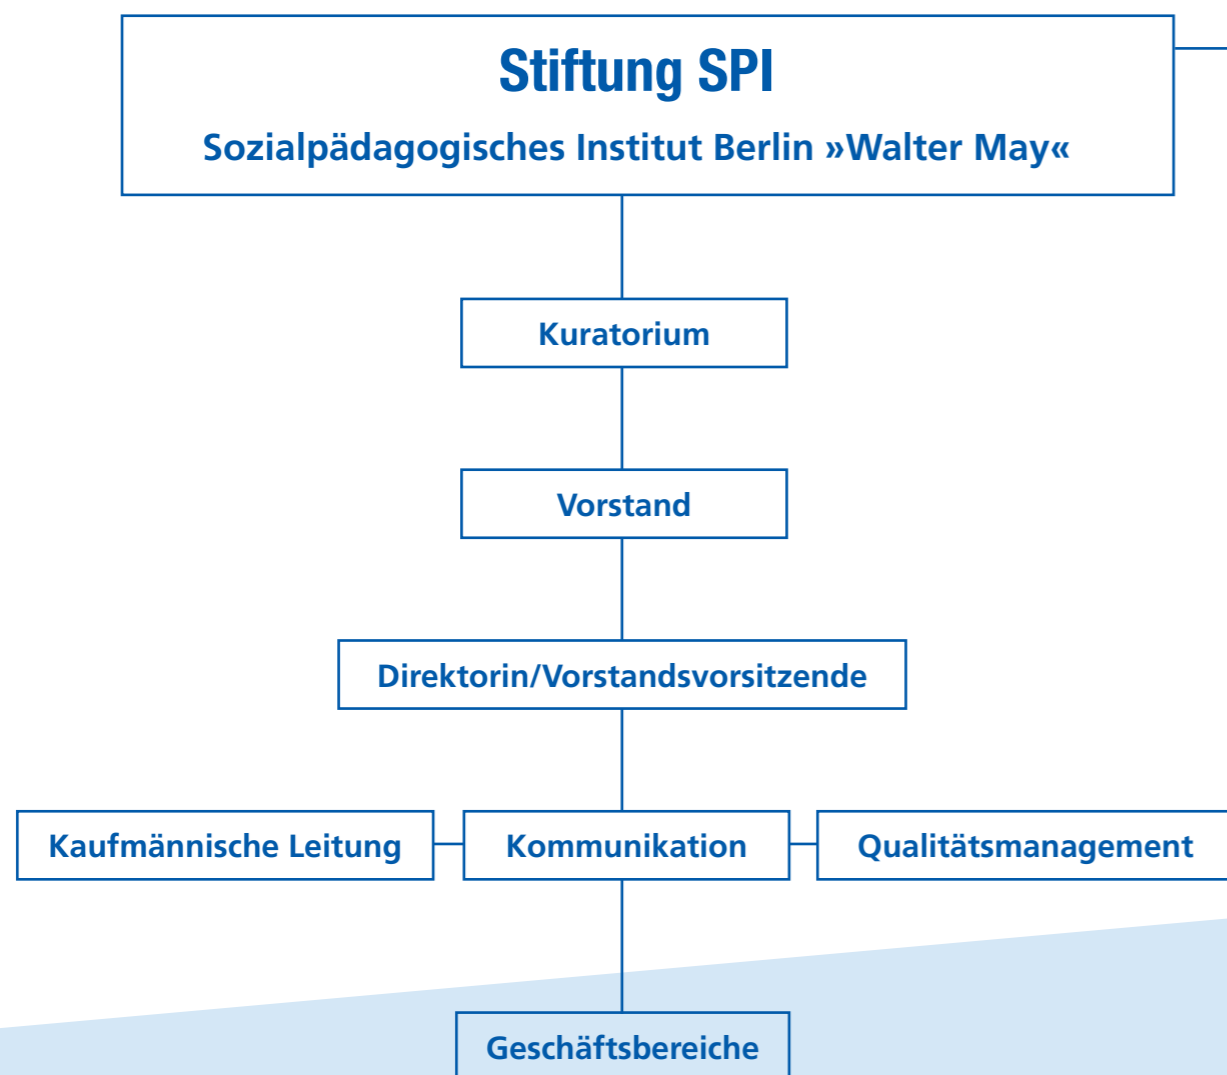 Stiftung SPI
Sozialpädagogisches Institut Berlin »Walter May«
Kuratorium
Vorstand
Direktorin/Vorstandsvorsitzende
Kaufmännische Leitung
Kommunikation
Qualitätsmanagement
Geschäftsbereiche